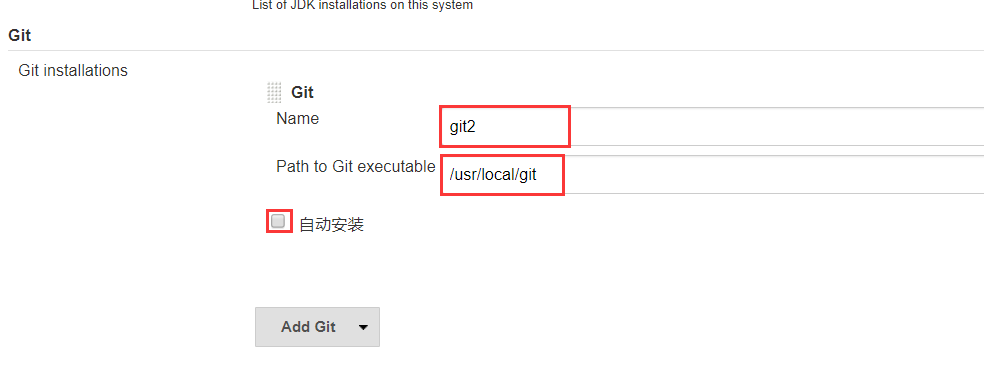 List of JDK installations on this system
Git
Git installations
Git
Name
git2
Path to Git executable
/usr/local/git
自动安装
Add Git